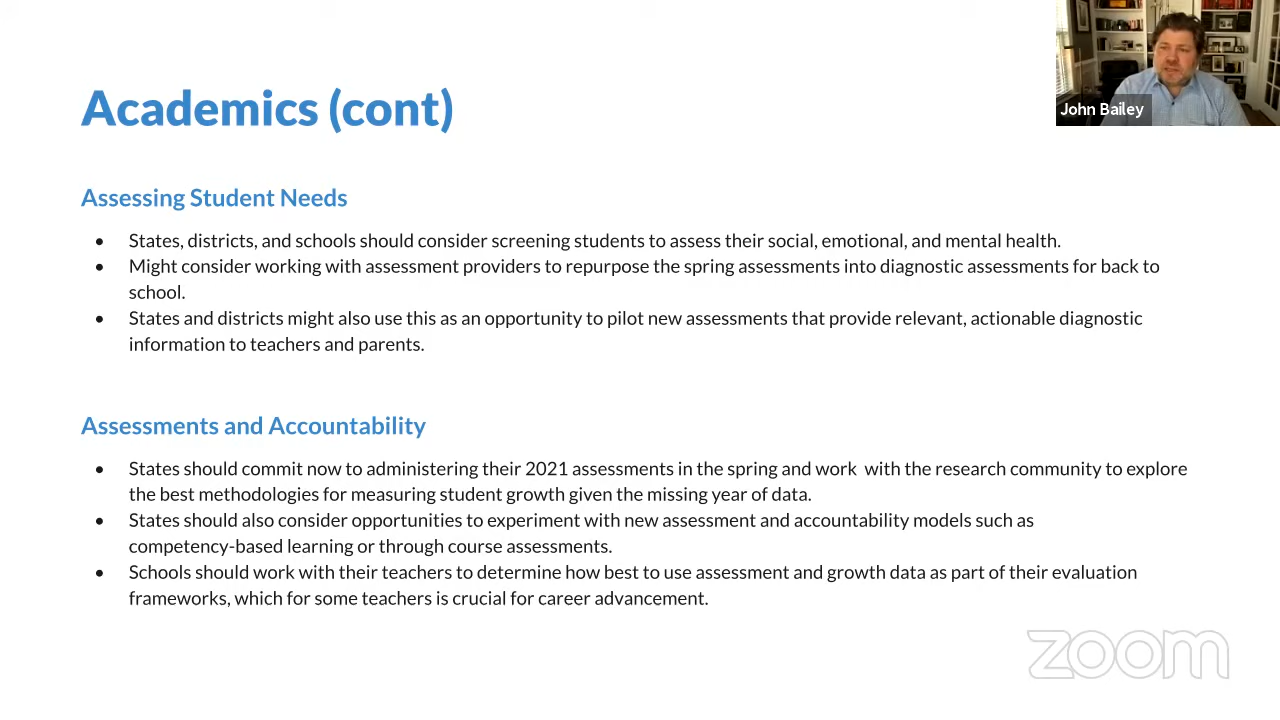 Academics (cont)
John Bailey
Assessing Student Needs
• States, districts, and schools should consider screening students to assess their social, emotional, and mental health.
• Might consider working with assessment providers to repurpose the spring assessments into diagnostic assessments for back to
school.
• States and districts might also use this as an opportunity to pilot new assessments that provide relevant, actionable diagnostic
information to teachers and parents.
Assessments and Accountability
• States should commit now to administering their 2021 assessments in the spring and work  with the research community to explore
the best methodologies for measuring student growth given the missing year of data.
• States should also consider opportunities to experiment with new assessment and accountability models such as
competency-based learning or through course assessments.
• Schools should work with their teachers to determine how best to use assessment and growth data as part of their evaluation
frameworks, which for some teachers is crucial for career advancement.
zoom